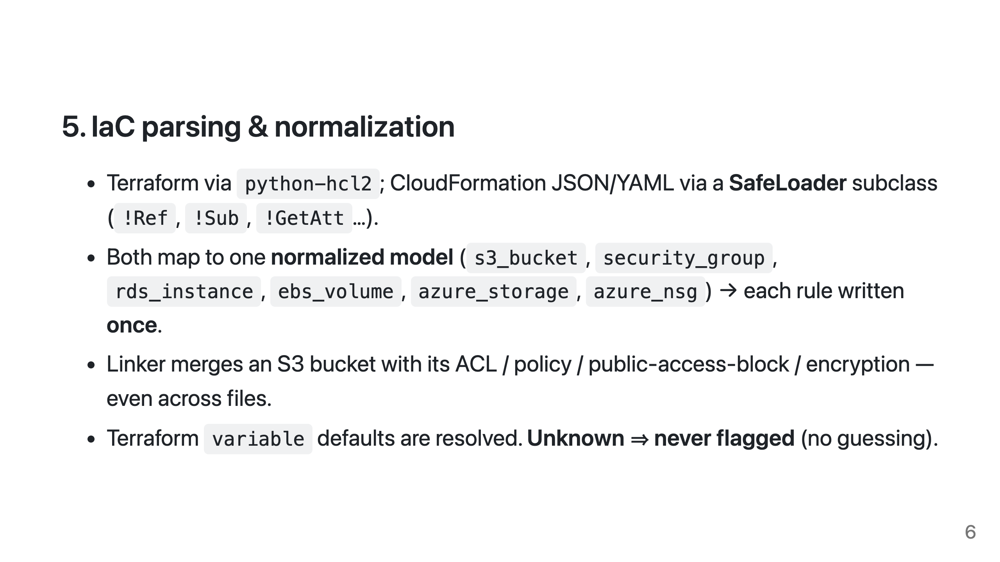 5. IaC parsing & normalization
• Terraform via python-hcl2; CloudFormation JSON/YAML via a SafeLoader subclass
(!Ref, !Sub, !GetAtt…).
• Both map to one normalized model (s3_bucket, security_group,
rds_instance, ebs_volume, azure_storage, azure_nsg) → each rule written
once.
• Linker merges an S3 bucket with its ACL / policy / public-access-block / encryption —
even across files.
• Terraform variable defaults are resolved. Unknown ⇒ never flagged (no guessing).
6